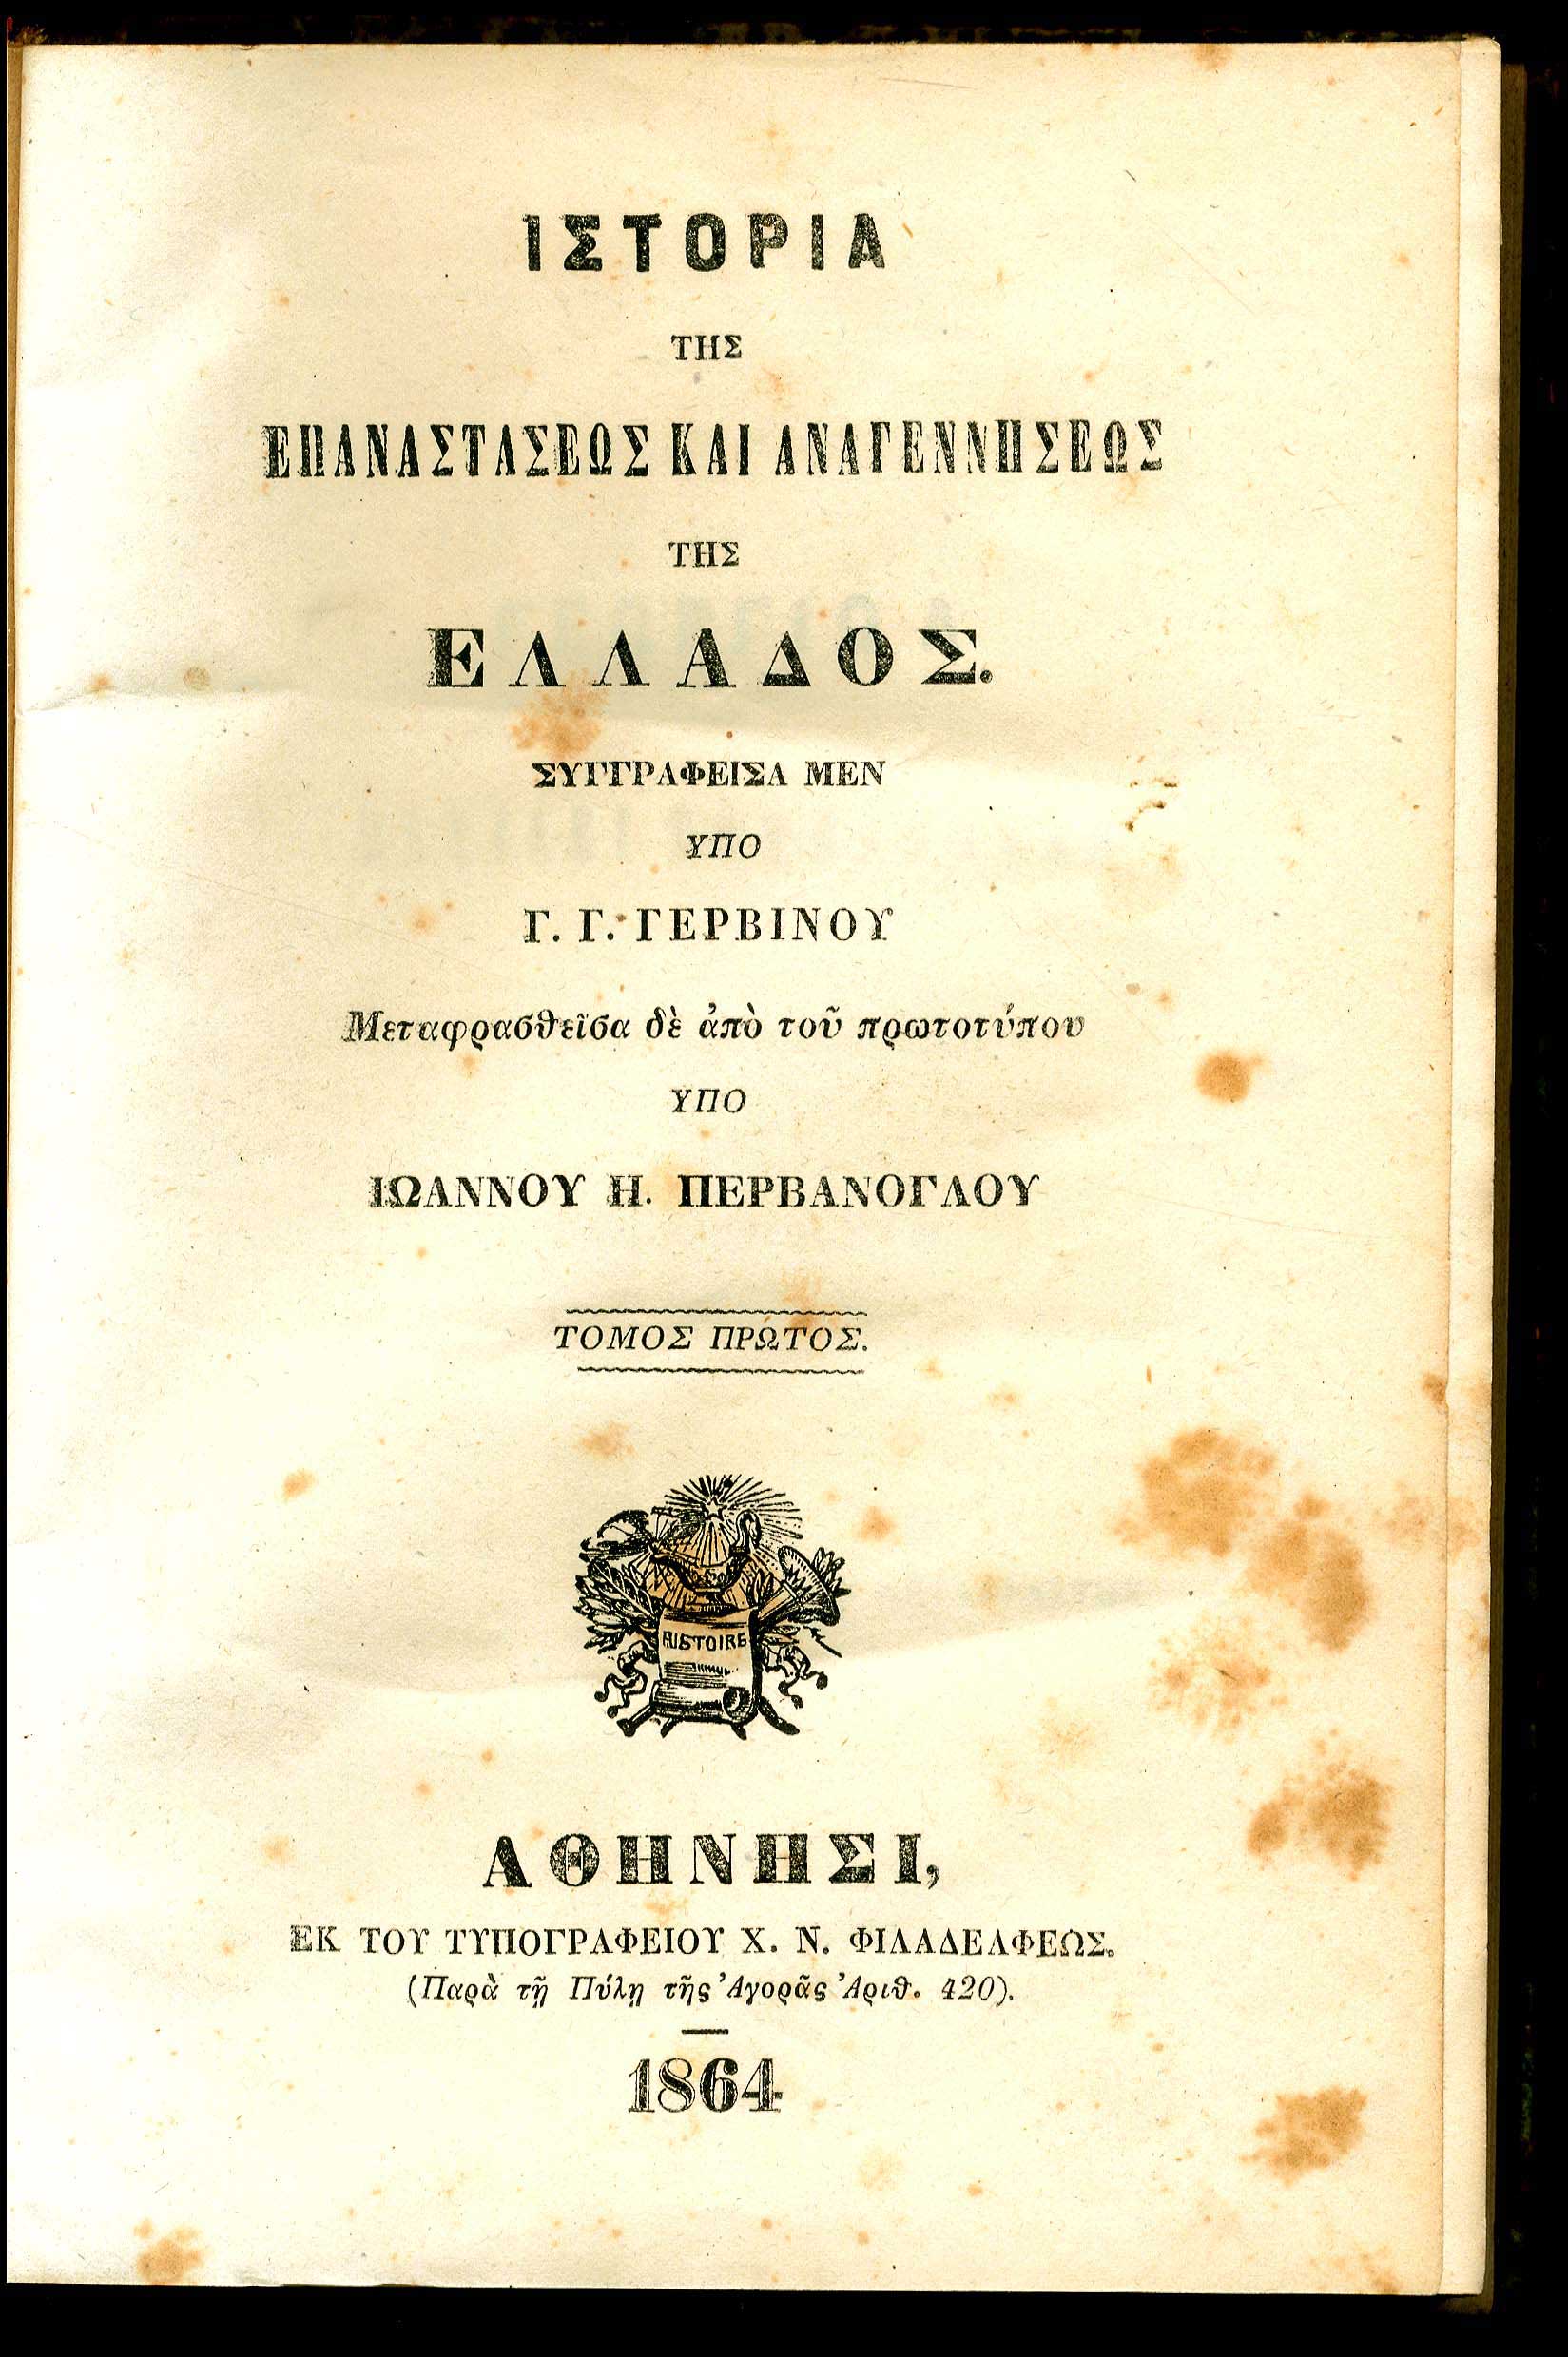 ΙΣΤΟΡΙΑ
ΤΗΣ
ΕΠΑΝΑΣΤΑΣΕΩΣ ΚΑΙ ΑΝΑΓΕΝΝΗΣΕΩΣ
ΤΗΣ
ΕΛΛΑΔΟΣ.
ΣΥΓΓΡΑΦΕΙΣΑ ΜΕΝ
ΥΠΟ
Γ. Γ. ΓΕΡΒΙΝΟΥ
Μεταφρασθεῖσα δὲ ἀπὸ τοῦ πρωτοτύπου
ΥΠΟ
ΙΩΑΝΝΟΥ Η. ΠΕΡΒΑΝΟΓΛΟΥ
ΤΟΜΟΣ ΠΡΩΤΟΣ.
HISTOIRE
ΑΘΗΝΗΣΙ,
ΕΚ ΤΟΥ ΤΥΠΟΓΡΑΦΕΙΟΥ Χ. Ν. ΦΙΛΑΔΕΛΦΕΩΣ.
(Παρὰ τῇ Πύλῃ τῆς Ἀγορᾶς Ἀριθ. 420).
1864